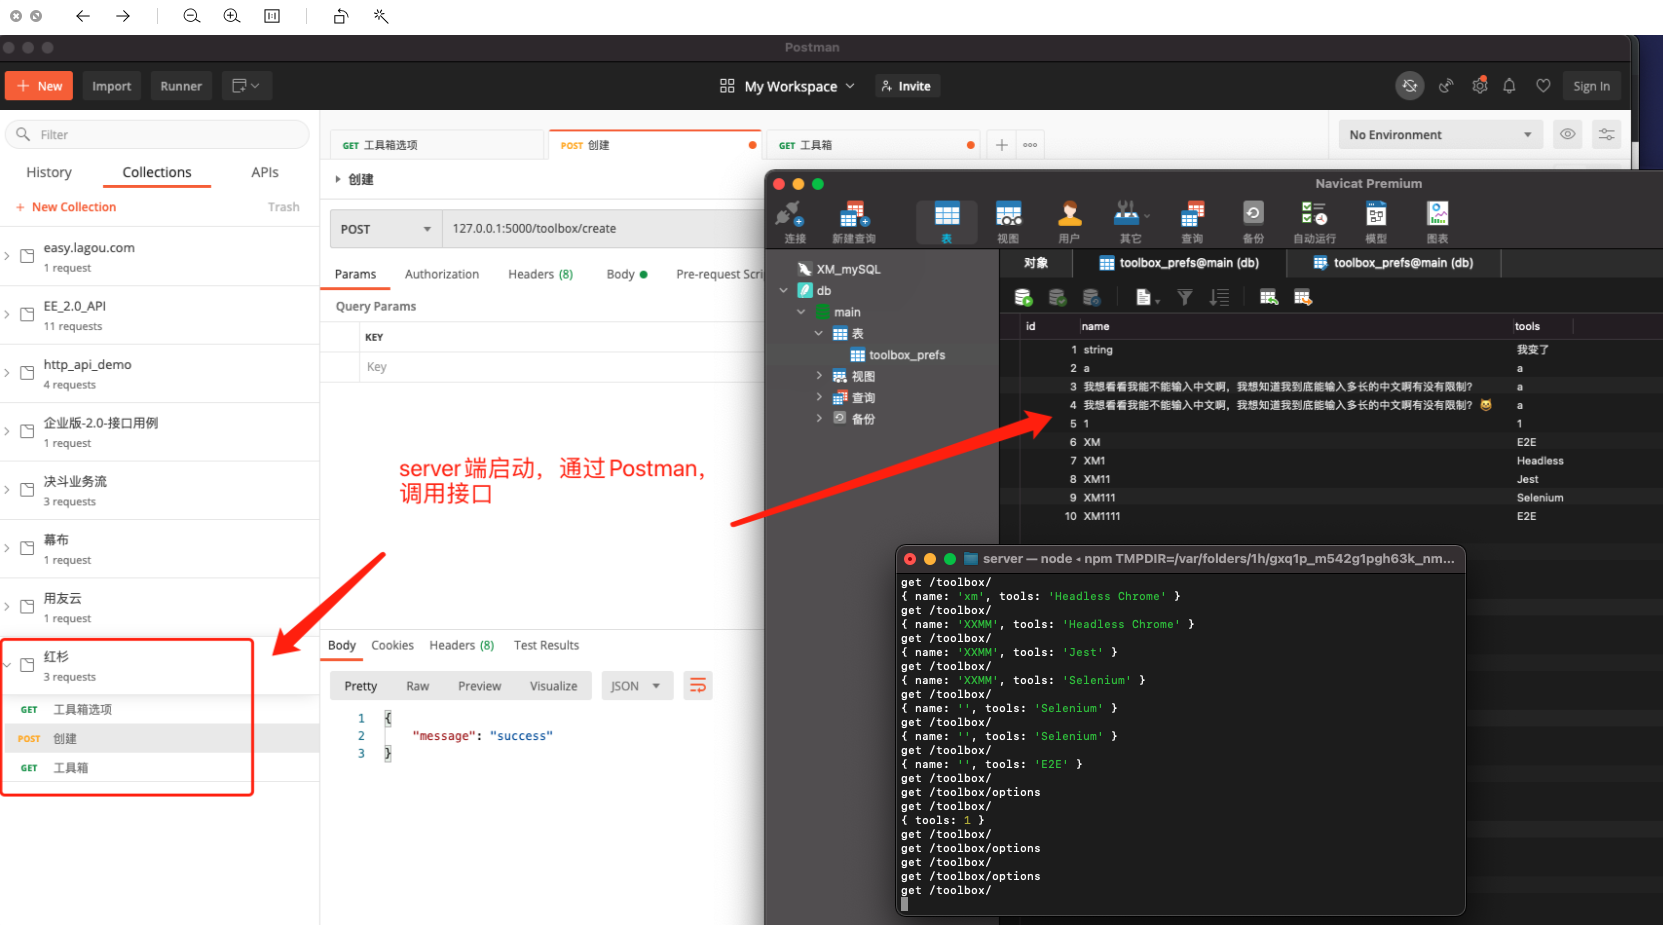 Postman
New
Import
Runner
My Workspace
Invite
Sign In
Filter
History
Collections
APIs
+ New Collection
Trash
easy.lagou.com
1 request
EE_2.0_API
11 requests
http_api_demo
4 requests
企业版-2.0-接口用例
1 request
决斗业务流
3 requests
幕布
1 request
用友云
1 request
红杉
3 requests
GET 工具箱选项
POST 创建
GET 工具箱
GET 工具箱选项
POST 创建
GET 工具箱
No Environment
创建
POST
127.0.0.1:5000/toolbox/create
Params
Authorization
Headers (8)
Body
Pre-request Scri
Query Params
KEY
Key
server端启动，通过Postman，
调用接口
Body
Cookies
Headers (8)
Test Results
Pretty
Raw
Preview
Visualize
JSON
1 {
2 "message": "success"
3 }
Navicat Premium
连接
新建查询
表
视图
用户
其它
查询
备份
自动运行
模型
图表
XM_mySQL
db
main
表
toolbox_prefs
视图
查询
备份
对象
toolbox_prefs@main (db)
toolbox_prefs@main (db)
id name tools
1 string 我变了
2 a a
3 我想看看我能不能输入中文啊，我想知道我到底能输入多长的中文啊有没有限制? a
4 我想看看我能不能输入中文啊，我想知道我到底能输入多长的中文啊有没有限制? 😸 a
5 1 1
6 XM E2E
7 XM1 Headless
8 XM11 Jest
9 XM111 Selenium
10 XM1111 E2E
server — node ◂ npm TMPDIR=/var/folders/1h/gxq1p_m542g1pgh63k_nm...
get /toolbox/
{ name: 'xm', tools: 'Headless Chrome' }
get /toolbox/
{ name: 'XXMM', tools: 'Headless Chrome' }
get /toolbox/
{ name: 'XXMM', tools: 'Jest' }
get /toolbox/
{ name: 'XXMM', tools: 'Selenium' }
get /toolbox/
{ name: '', tools: 'Selenium' }
get /toolbox/
{ name: '', tools: 'Selenium' }
get /toolbox/
{ name: '', tools: 'E2E' }
get /toolbox/
get /toolbox/options
get /toolbox/
{ tools: 1 }
get /toolbox/
get /toolbox/options
get /toolbox/
get /toolbox/options
get /toolbox/